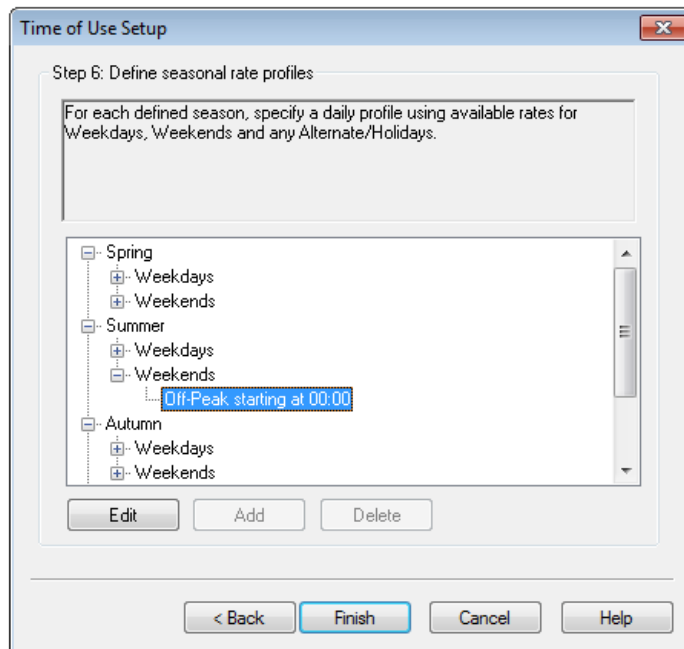 Time of Use Setup
Step 6: Define seasonal rate profiles
For each defined season, specify a daily profile using available rates for
Weekdays, Weekends and any Alternate/Holidays.
Spring
Weekdays
Weekends
Summer
Weekdays
Weekends
Off-Peak starting at 00:00
Autumn
Weekdays
Weekends
Edit Add Delete
< Back Finish Cancel Help